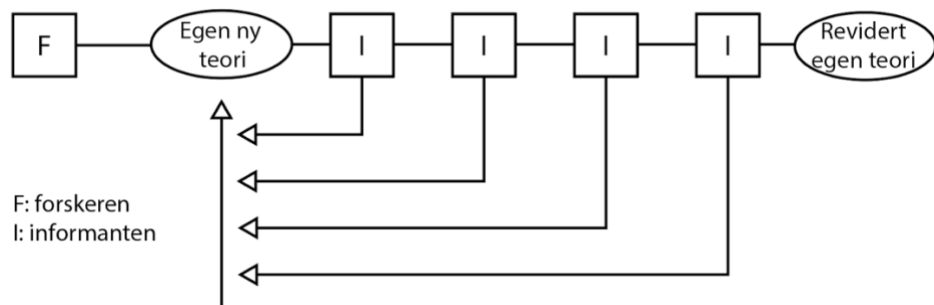 F
Egen ny
teori
I
I
I
I
Revidert
egen teori
F: forskeren
I: informanten